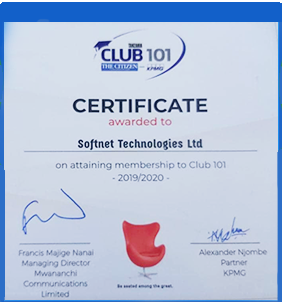 CLUB 101
THE CITIZEN KPMG
CERTIFICATE
awarded to
Softnet Technologies Ltd
on attaining membership to Club 101
- 2019/2020 -
Francis Majige Nanai
Managing Director
Mwananchi
Communications
Limited
Alexander Njombe
Partner
KPMG
Be seated among the great.